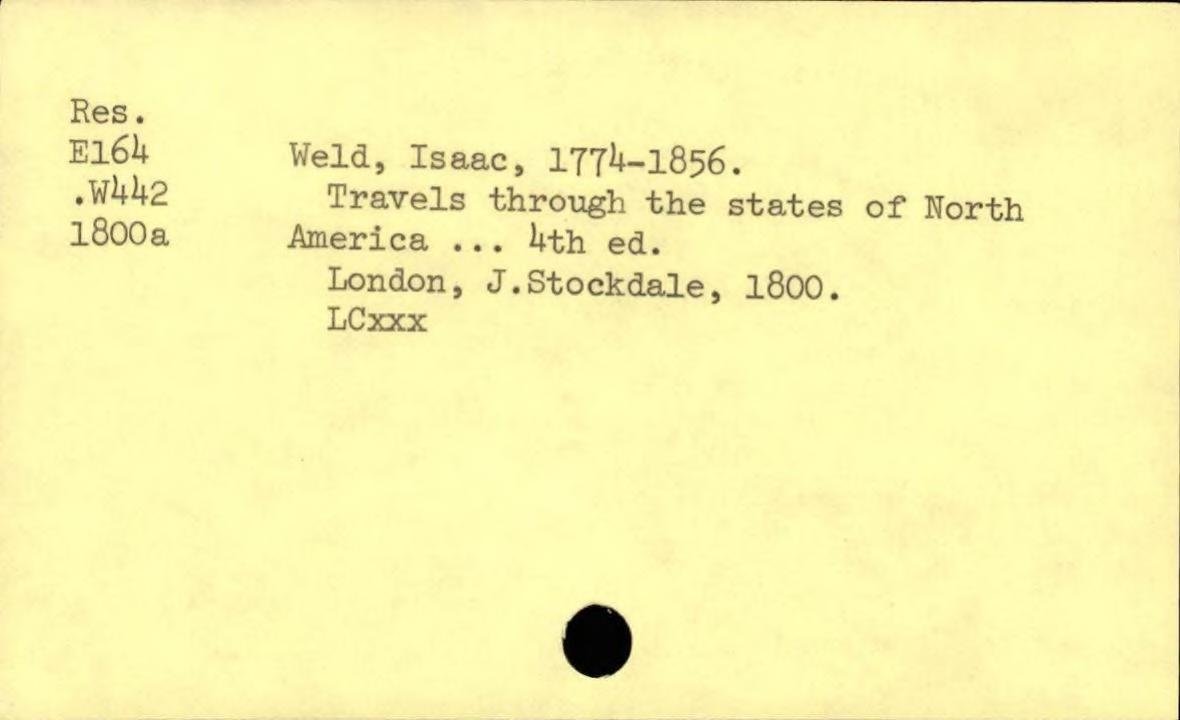 Res.
E164
.W442
1800a
Weld, Isaac, 1774-1856.
Travels through the states of North
America ... 4th ed.
London, J.Stockdale, 1800.
LCxxx